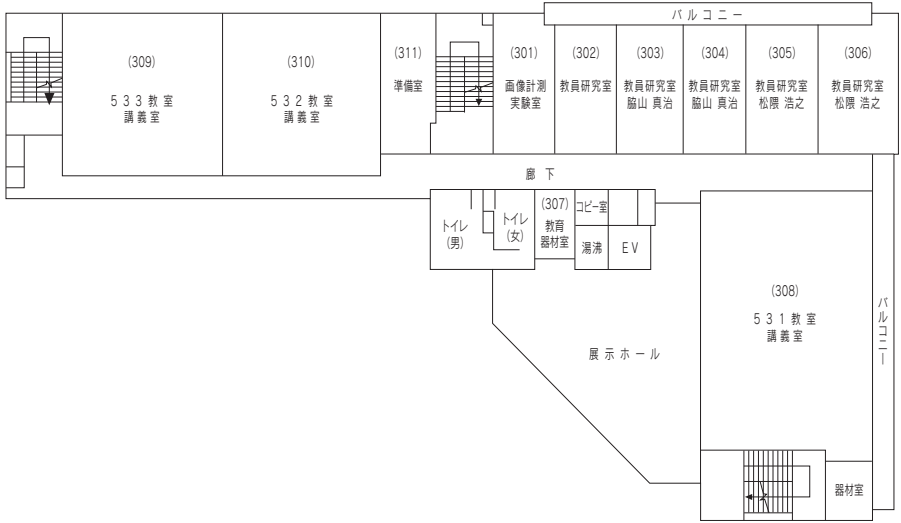 バルコニー
(309)
５３３教室
講義室
(310)
５３２教室
講義室
(311)
準備室
(301)
画像計測
実験室
(302)
教員研究室
(303)
教員研究室
脇山 真治
(304)
教員研究室
脇山 真治
(305)
教員研究室
松隈 浩之
(306)
教員研究室
松隈 浩之
廊 下
トイレ
(男)
トイレ
(女)
(307)
教育
器材室
コピー室
湯沸
ＥＶ
(308)
５３１教室
講義室
バルコニー
展示ホール
器材室